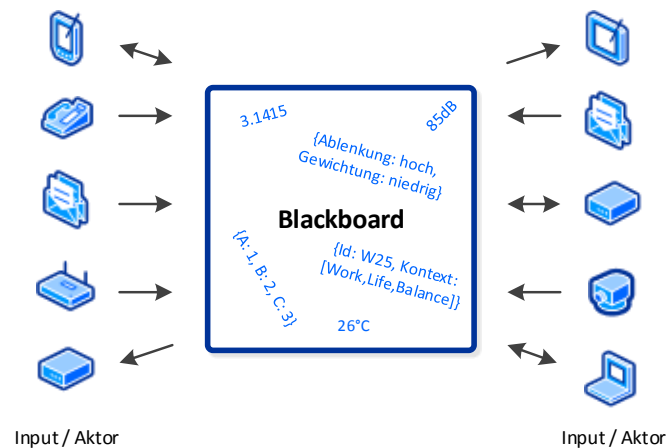 3.1415
85dB
{Ablenkung: hoch,
Gewichtung: niedrig}
Blackboard
{A: 1, B: 2, C: 3}
{Id: W25, Kontext:
[Work,Life,Balance]}
26°C
Input / Aktor
Input / Aktor